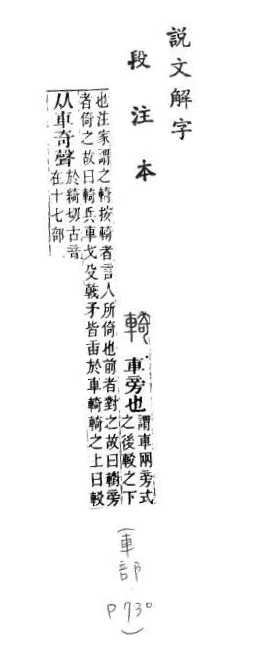 說文解字
段注本
輢 車旁也
謂車兩旁式
之後較之下
也注家謂之輢按輢者言人所倚也前者對之故曰轛旁
者倚之故曰輢兵車戈殳戟矛皆臿於車輢輢之上曰較
从車奇聲
於綺切古音
在十七部
(車部 P730)